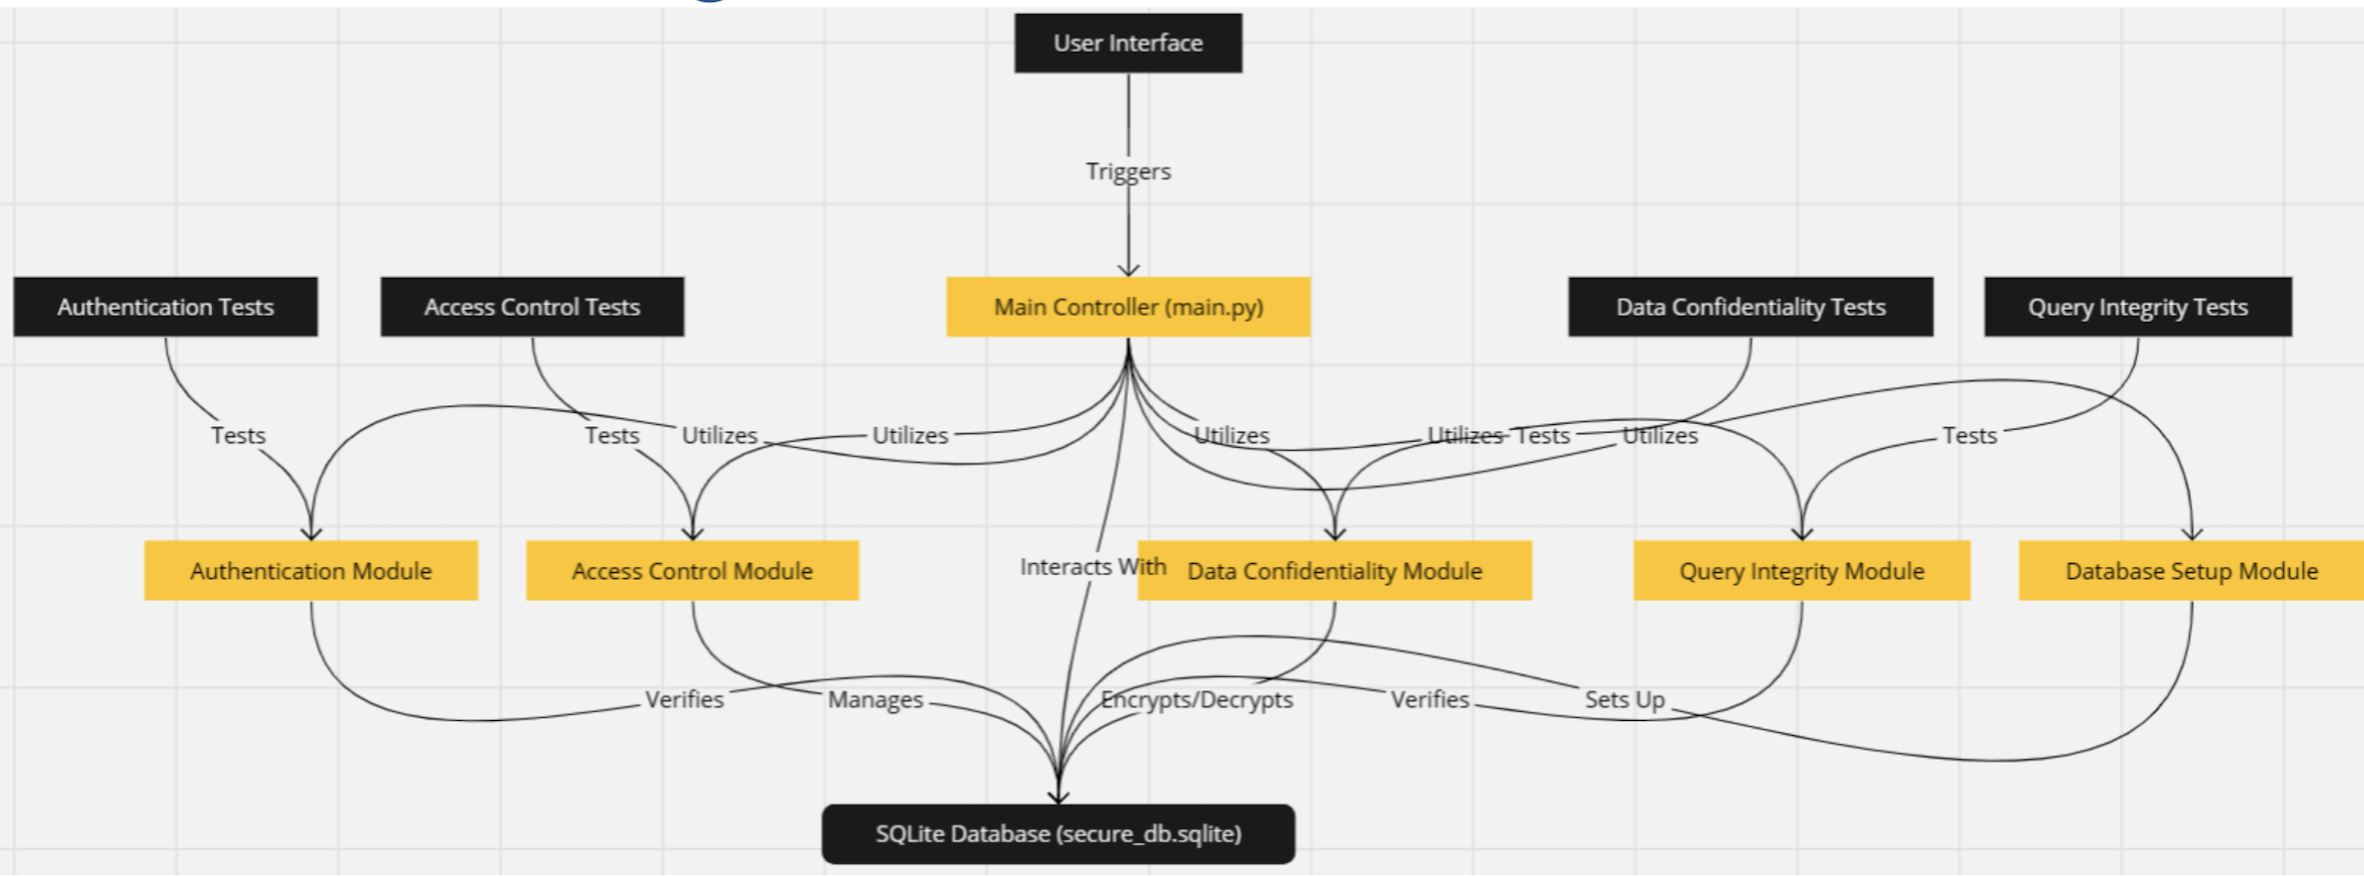 User Interface
Triggers
Authentication Tests
Access Control Tests
Main Controller (main.py)
Data Confidentiality Tests
Query Integrity Tests
Tests
Tests
Utilizes
Utilizes
Utilizes
Utilizes
Tests
Utilizes
Tests
Authentication Module
Access Control Module
Interacts With
Data Confidentiality Module
Query Integrity Module
Database Setup Module
Verifies
Manages
Encrypts/Decrypts
Verifies
Sets Up
SQLite Database (secure_db.sqlite)